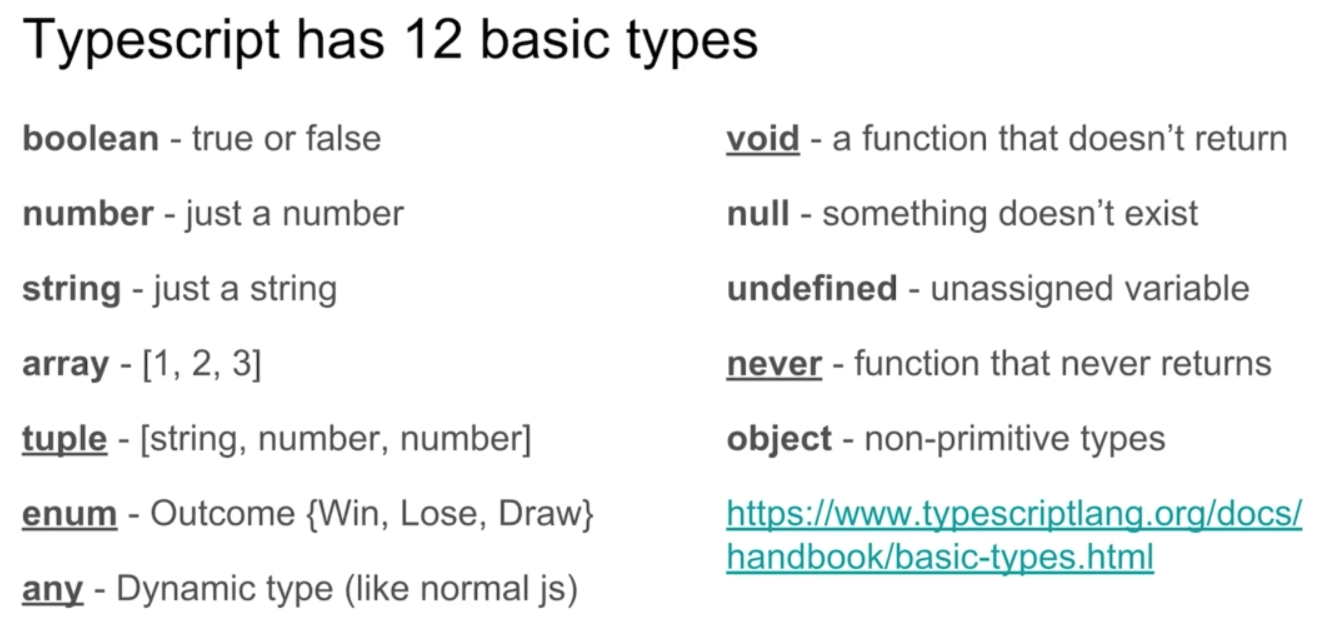 Typescript has 12 basic types
boolean - true or false
number - just a number
string - just a string
array - [1, 2, 3]
tuple - [string, number, number]
enum - Outcome {Win, Lose, Draw}
any - Dynamic type (like normal js)
void - a function that doesn’t return
null - something doesn’t exist
undefined - unassigned variable
never - function that never returns
object - non-primitive types
https://www.typescriptlang.org/docs/
handbook/basic-types.html